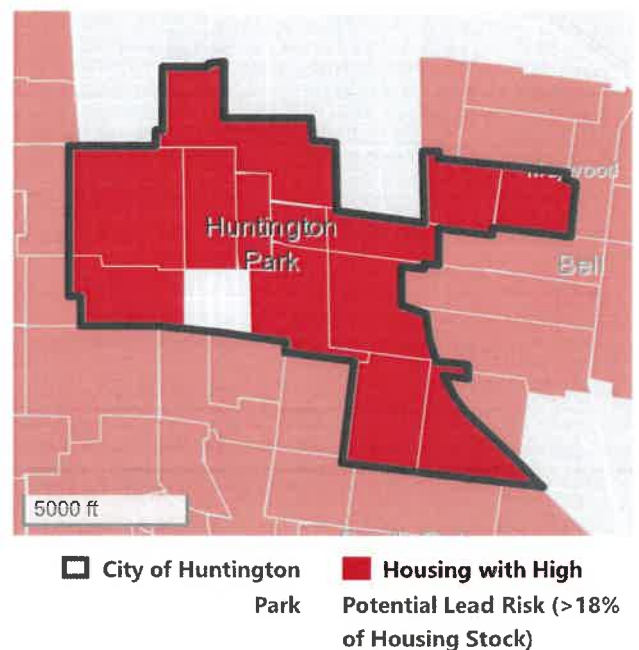 Huntington
Park
Bell
5000 ft
City of Huntington
Park
Housing with High
Potential Lead Risk (>18%
of Housing Stock)